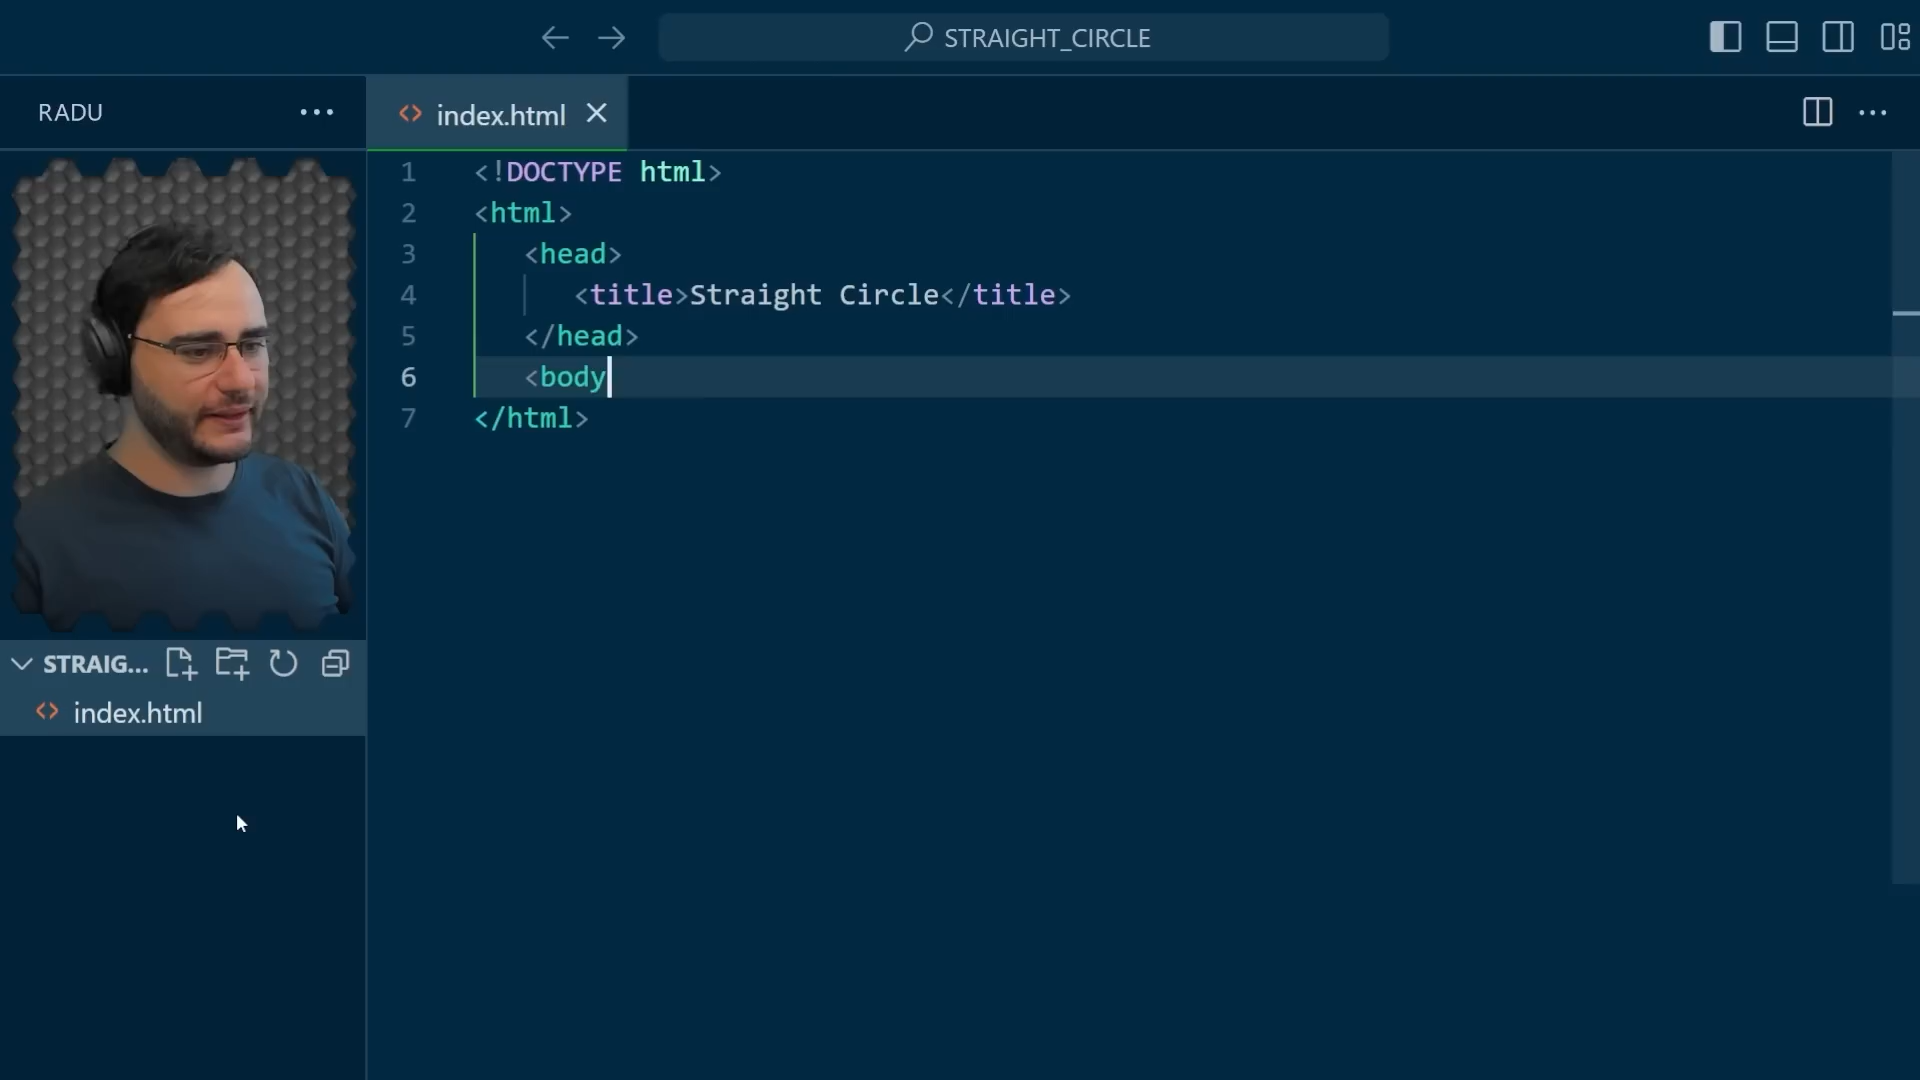 STRAIGHT_CIRCLE
RADU
index.html
1 <!DOCTYPE html>
2 <html>
3 <head>
4 <title>Straight Circle</title>
5 </head>
6 <body
7 </html>
STRAIG...
index.html